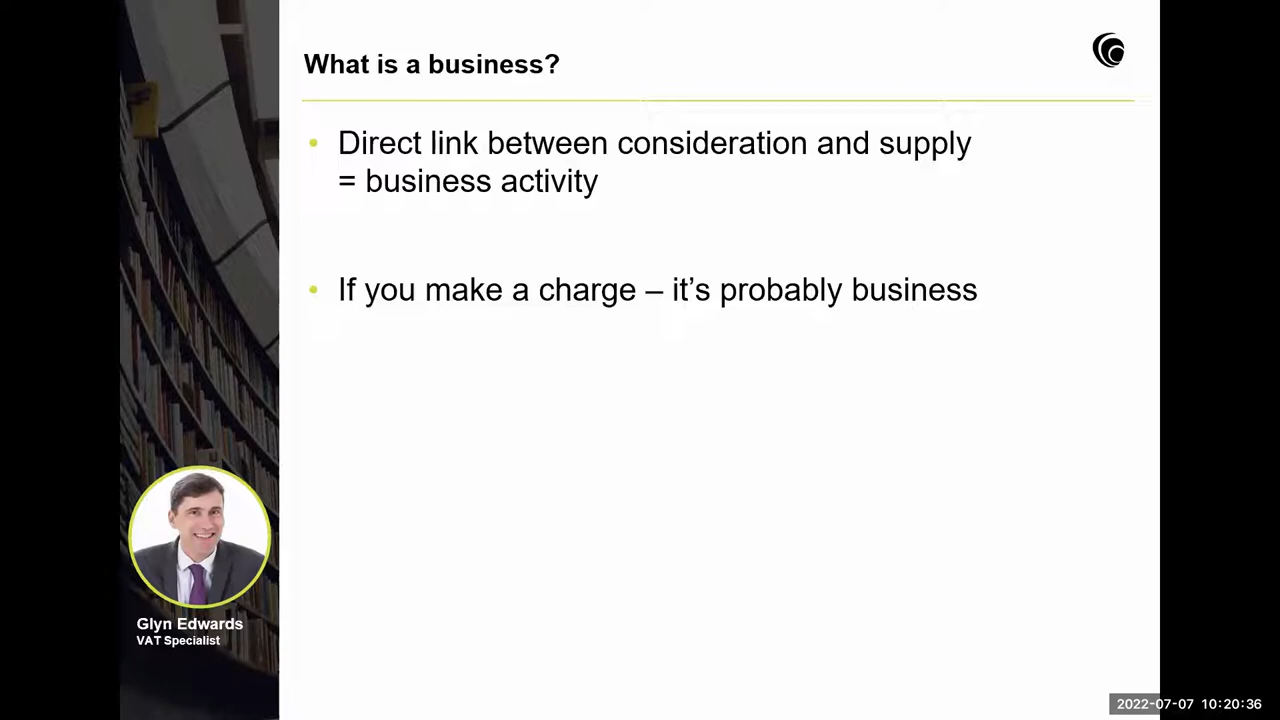 What is a business?
• Direct link between consideration and supply
= business activity
• If you make a charge – it’s probably business
Glyn Edwards
VAT Specialist
2022-07-07 10:20:36